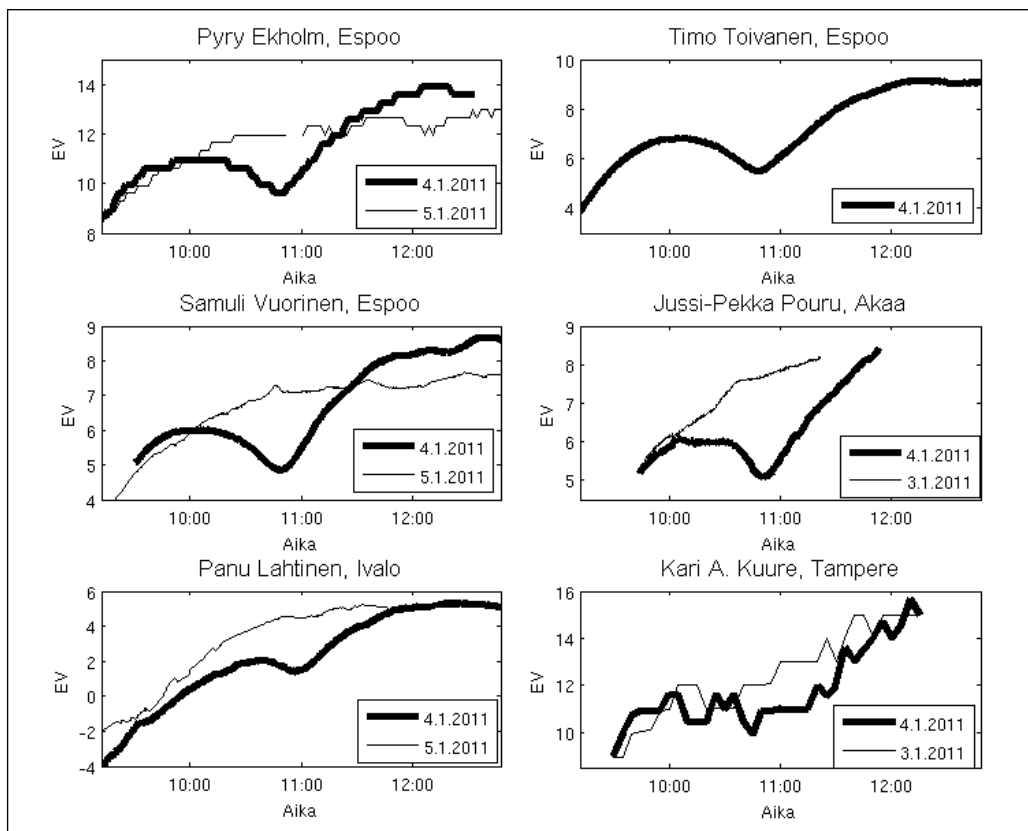 Pyry Ekholm, Espoo
14
12
10
8
EV
10:00 11:00 12:00
Aika
4.1.2011
5.1.2011
Timo Toivanen, Espoo
10
8
6
4
EV
10:00 11:00 12:00
Aika
4.1.2011
Samuli Vuorinen, Espoo
9
8
7
6
5
4
EV
10:00 11:00 12:00
Aika
4.1.2011
5.1.2011
Jussi-Pekka Pouru, Akaa
9
8
7
6
5
EV
10:00 11:00 12:00
Aika
4.1.2011
3.1.2011
Panu Lahtinen, Ivalo
6
4
2
0
-2
-4
EV
10:00 11:00 12:00
Aika
4.1.2011
5.1.2011
Kari A. Kuure, Tampere
16
14
12
10
EV
10:00 11:00 12:00
Aika
4.1.2011
3.1.2011